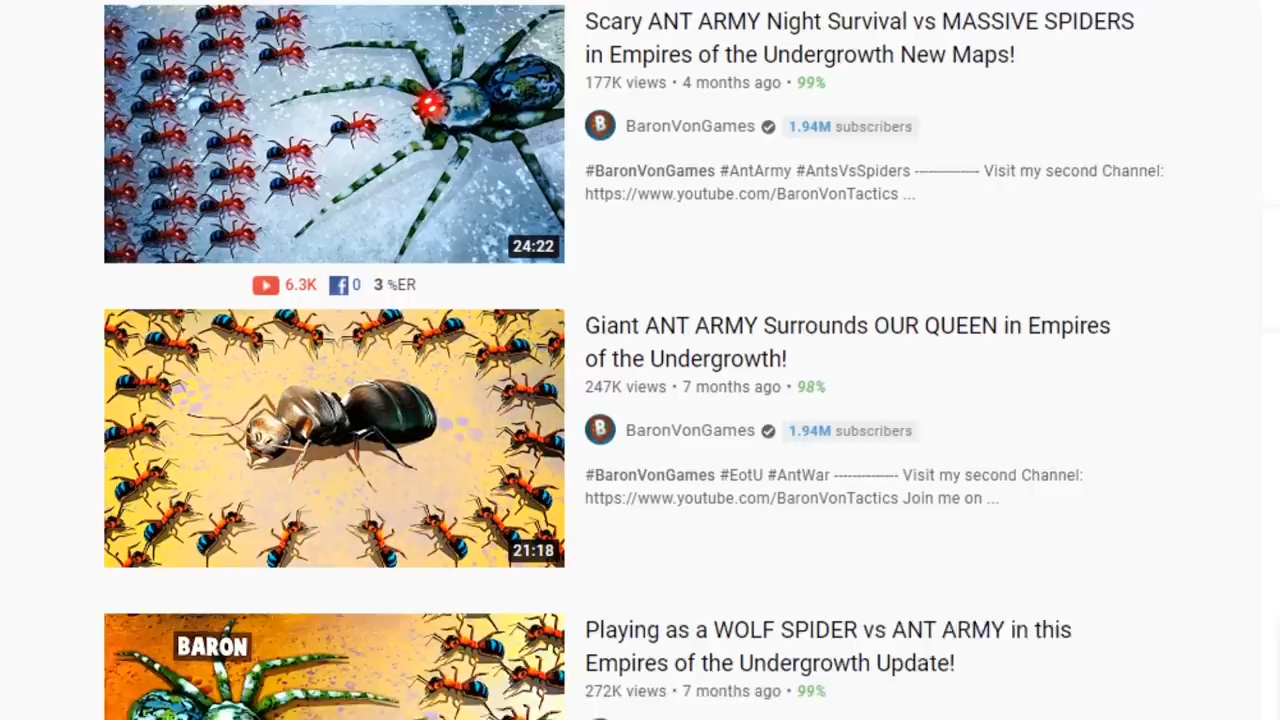 Scary ANT ARMY Night Survival vs MASSIVE SPIDERS
in Empires of the Undergrowth New Maps!
177K views • 4 months ago • 99%
B
BaronVonGames
1.94M subscribers
#BaronVonGames #AntArmy #AntsVsSpiders ---------------- Visit my second Channel:
https://www.youtube.com/BaronVonTactics ...
24:22
6.3K f 0 3 %ER
Giant ANT ARMY Surrounds OUR QUEEN in Empires
of the Undergrowth!
247K views • 7 months ago • 98%
B
BaronVonGames
1.94M subscribers
#BaronVonGames #EotU #AntWar ---------------- Visit my second Channel:
https://www.youtube.com/BaronVonTactics Join me on ...
21:18
BARON
Playing as a WOLF SPIDER vs ANT ARMY in this
Empires of the Undergrowth Update!
272K views • 7 months ago • 99%